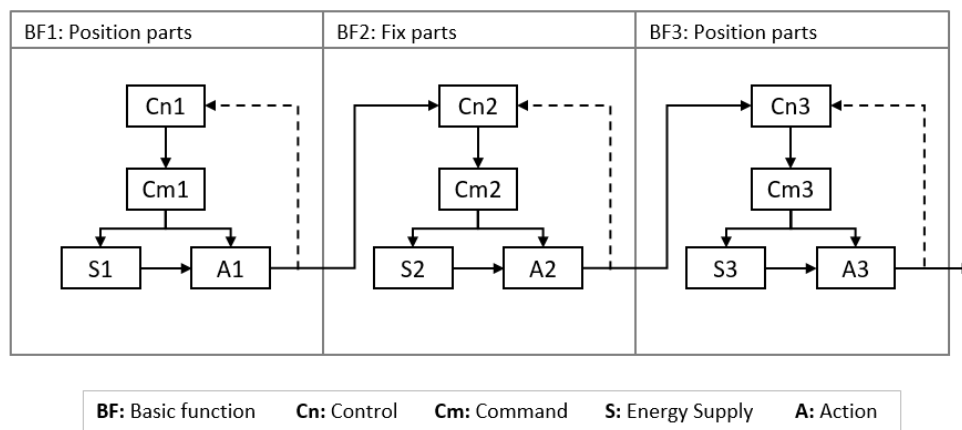 BF1: Position parts
BF2: Fix parts
BF3: Position parts
Cn1
Cn2
Cn3
Cm1
Cm2
Cm3
S1
A1
S2
A2
S3
A3
BF: Basic function Cn: Control Cm: Command S: Energy Supply A: Action